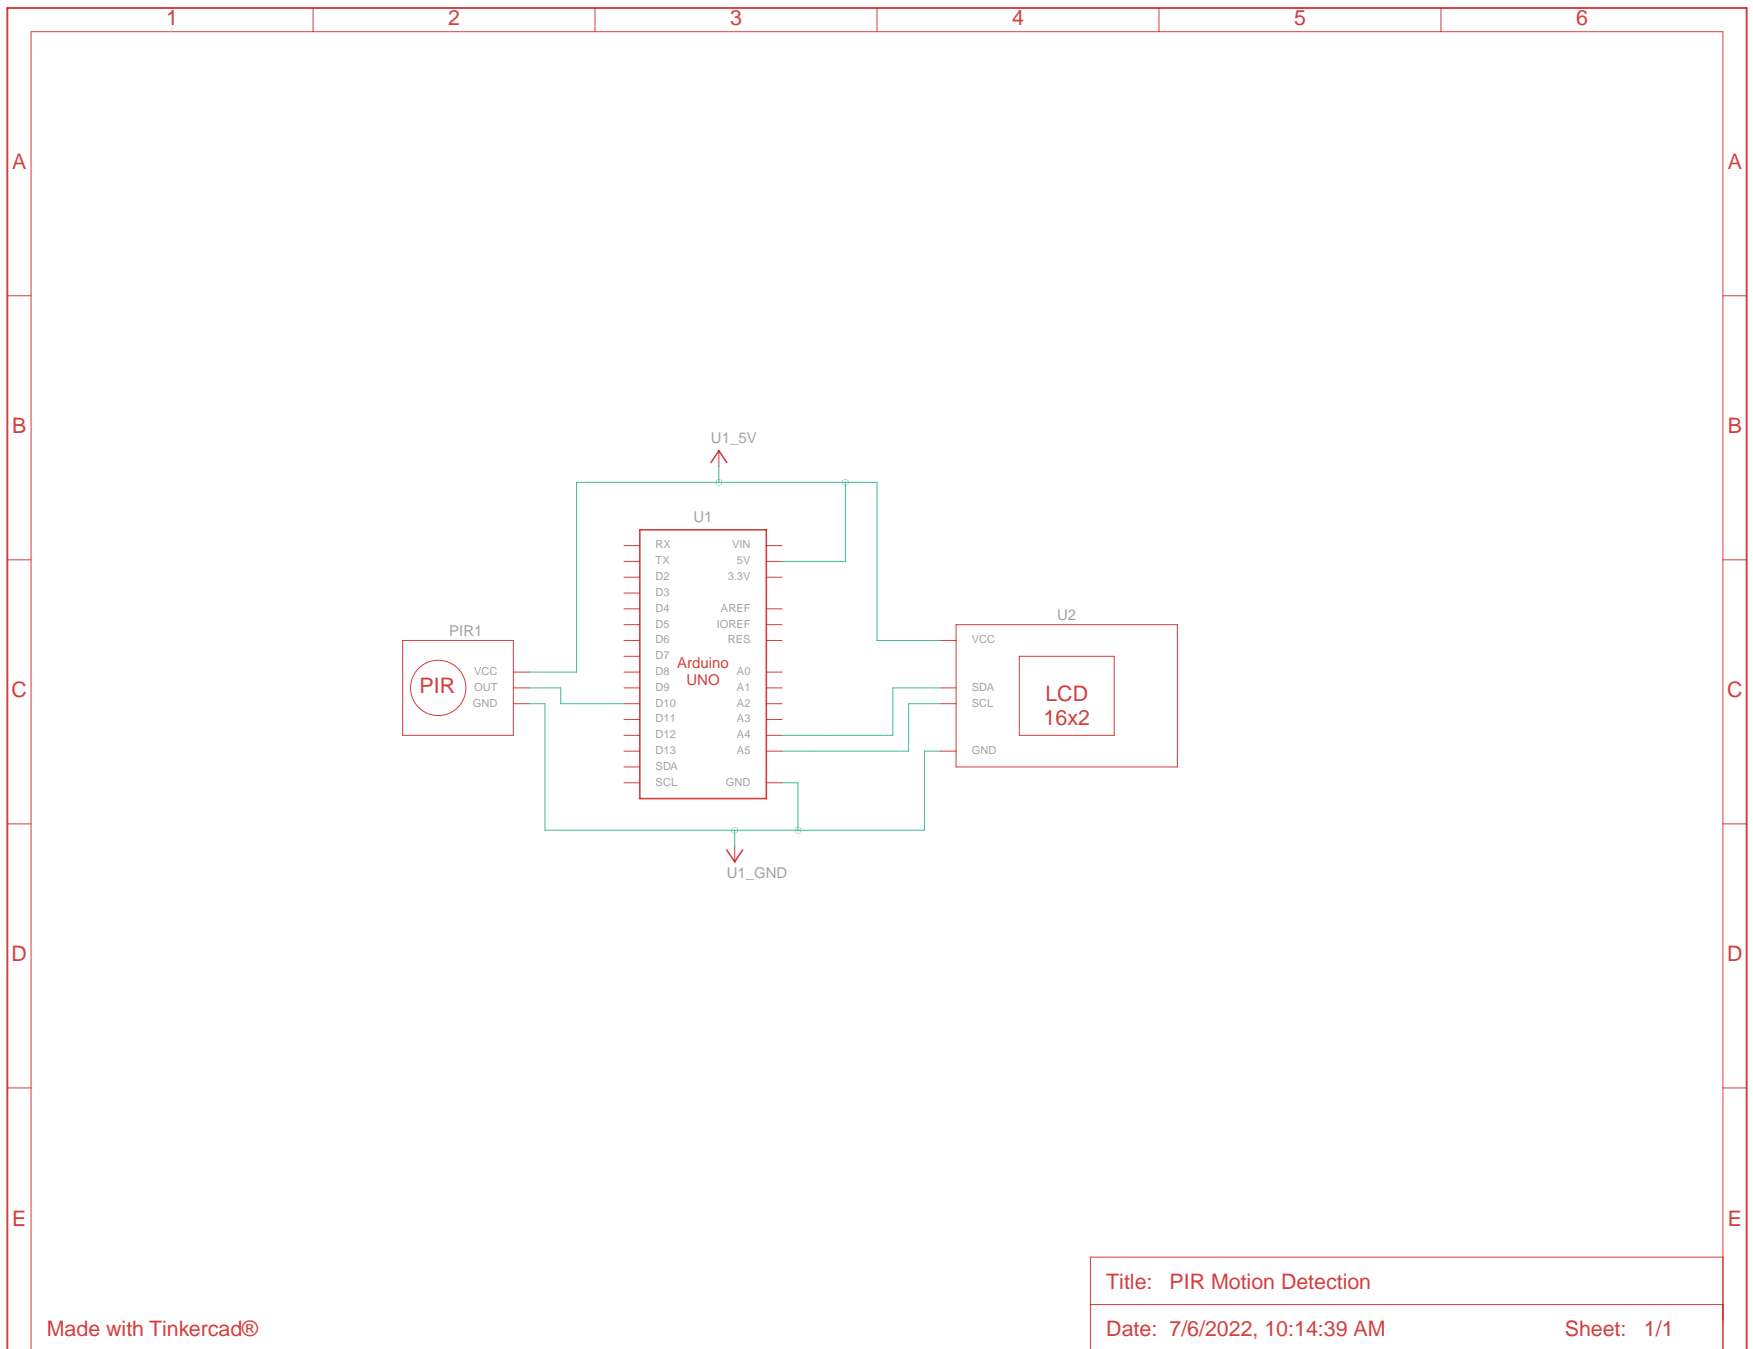 1 2 3 4 5 6
A A
B B
U1_5V
U1
RX VIN
TX 5V
D2 3.3V
D3
D4 AREF
D5 IOREF
D6 RES
D7
D8 A0
D9 A1
D10 A2
D11 A3
D12 A4
D13 A5
SDA
SCL GND
Arduino
UNO
PIR1
PIR
VCC
OUT
GND
U2
VCC
SDA
SCL
GND
LCD
16x2
C C
U1_GND
D D
E E
Title: PIR Motion Detection
Made with Tinkercad®
Date: 7/6/2022, 10:14:39 AM Sheet: 1/1